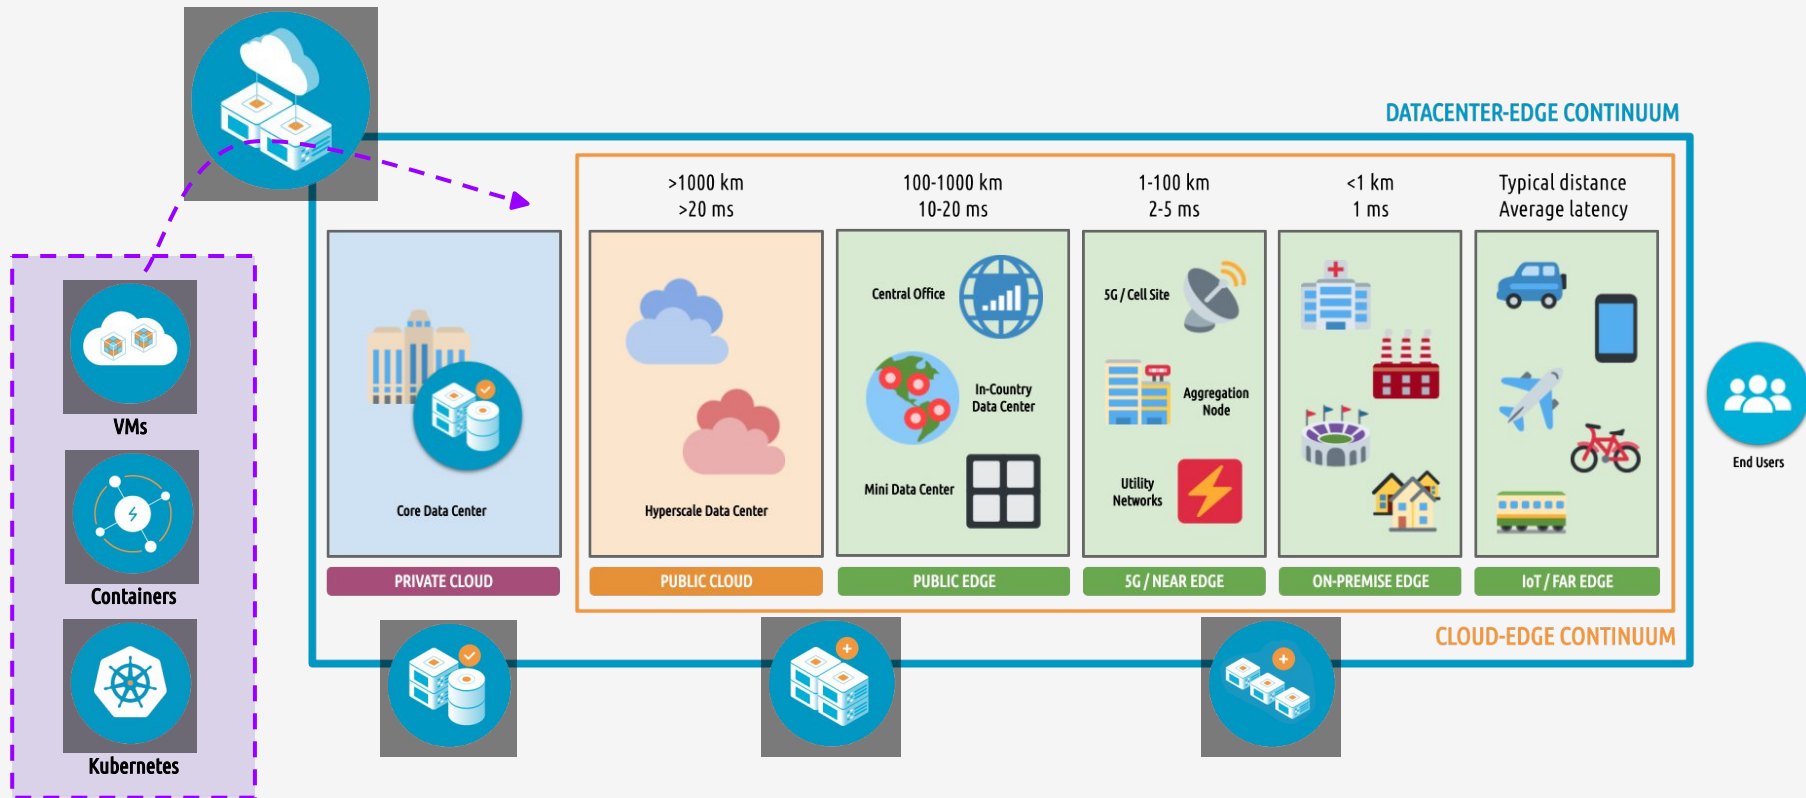 DATACENTER-EDGE CONTINUUM
>1000 km
>20 ms
100-1000 km
10-20 ms
1-100 km
2-5 ms
<1 km
1 ms
Typical distance
Average latency
VMs
Containers
Kubernetes
Core Data Center
PRIVATE CLOUD
Hyperscale Data Center
PUBLIC CLOUD
Central Office
In-Country
Data Center
Mini Data Center
PUBLIC EDGE
5G / Cell Site
Aggregation
Node
Utility
Networks
5G / NEAR EDGE
ON-PREMISE EDGE
IoT / FAR EDGE
End Users
CLOUD-EDGE CONTINUUM